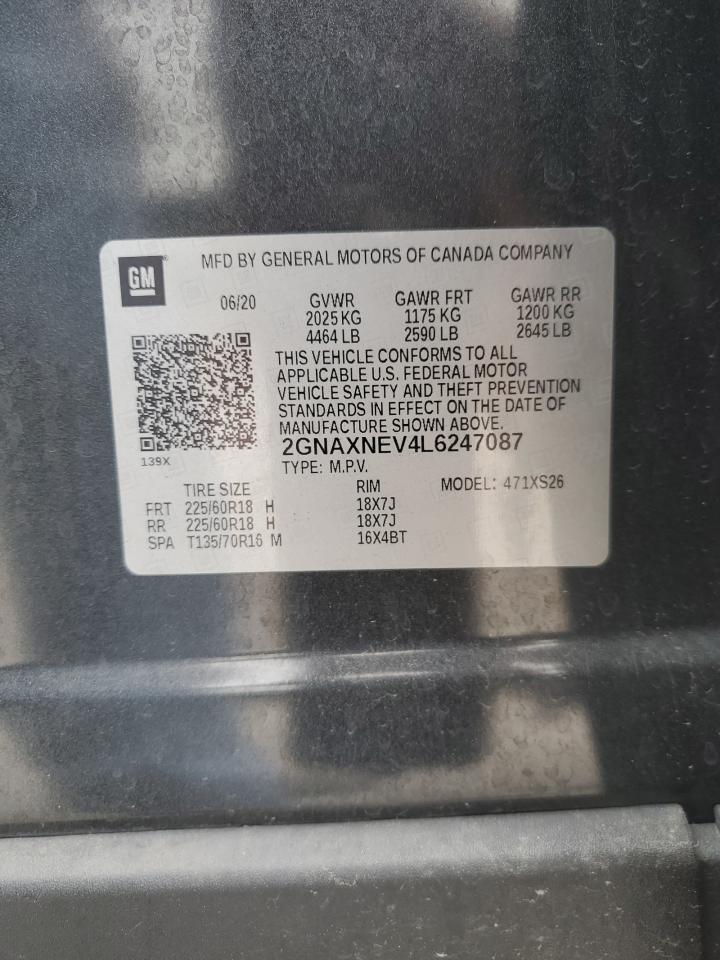 GM
MFD BY GENERAL MOTORS OF CANADA COMPANY
06/20 GVWR GAWR FRT GAWR RR
2025 KG 1175 KG 1200 KG
4464 LB 2590 LB 2645 LB
THIS VEHICLE CONFORMS TO ALL
APPLICABLE U.S. FEDERAL MOTOR
VEHICLE SAFETY AND THEFT PREVENTION
STANDARDS IN EFFECT ON THE DATE OF
MANUFACTURE SHOWN ABOVE.
2GNAXNEV4L6247087
139X
TYPE: M.P.V.
TIRE SIZE RIM MODEL: 471XS26
FRT 225/60R18 H 18X7J
RR 225/60R18 H 18X7J
SPA T135/70R16 M 16X4BT